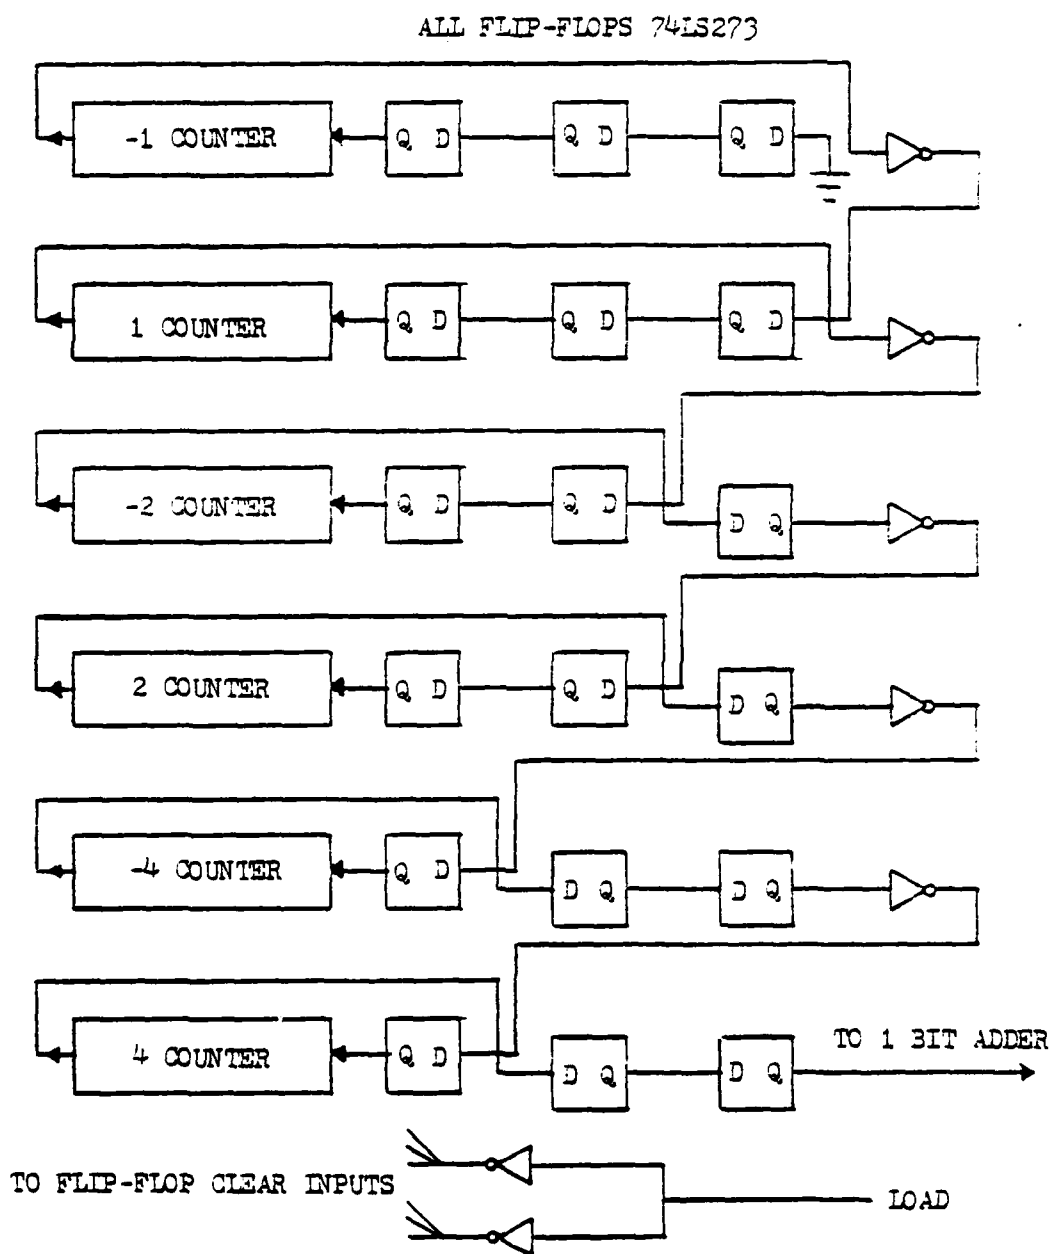 ALL FLIP-FLOPS 74LS273
-1 COUNTER
Q D
Q D
Q D
1 COUNTER
Q D
Q D
Q D
-2 COUNTER
Q D
Q D
D Q
2 COUNTER
Q D
Q D
D Q
-4 COUNTER
Q D
D Q
D Q
4 COUNTER
Q D
D Q
D Q
TO 1 BIT ADDER
TO FLIP-FLOP CLEAR INPUTS
LOAD